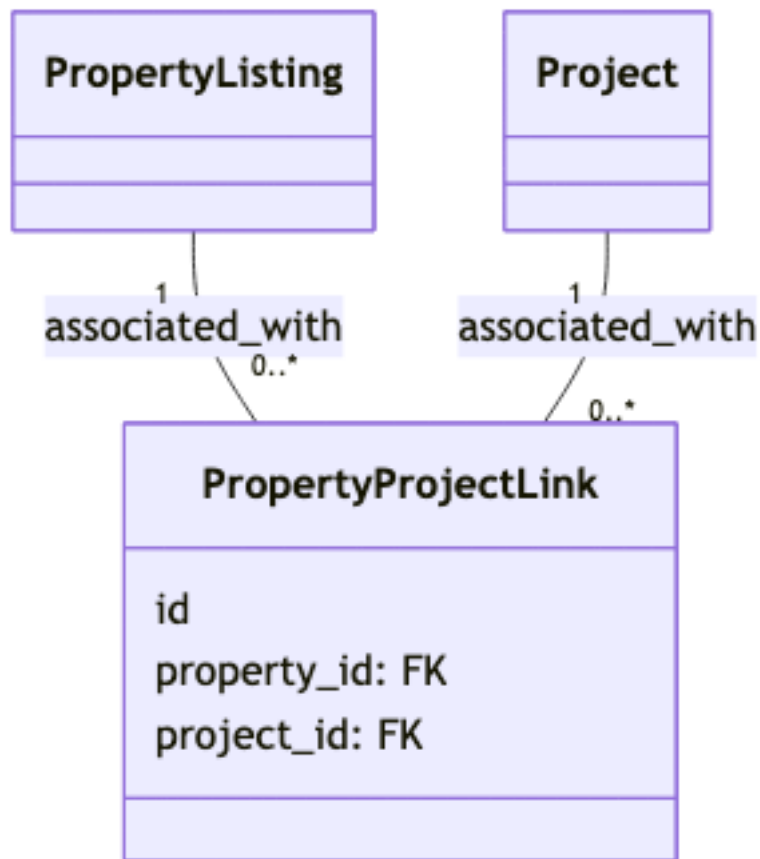 PropertyListing
Project
1
associated_with
0..*
1
associated_with
0..*
PropertyProjectLink
id
property_id: FK
project_id: FK